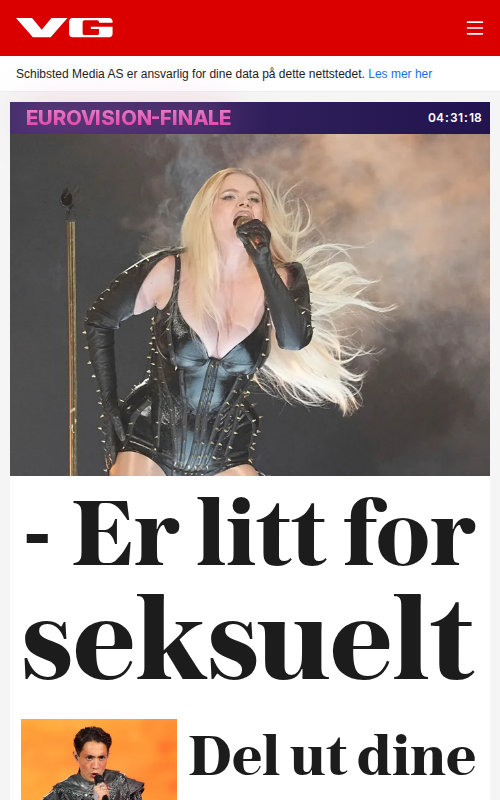 VG
Schibsted Media AS er ansvarlig for dine data på dette nettstedet. Les mer her
EUROVISION-FINALE
04:31:18
- Er litt for
seksuelt
Del ut dine